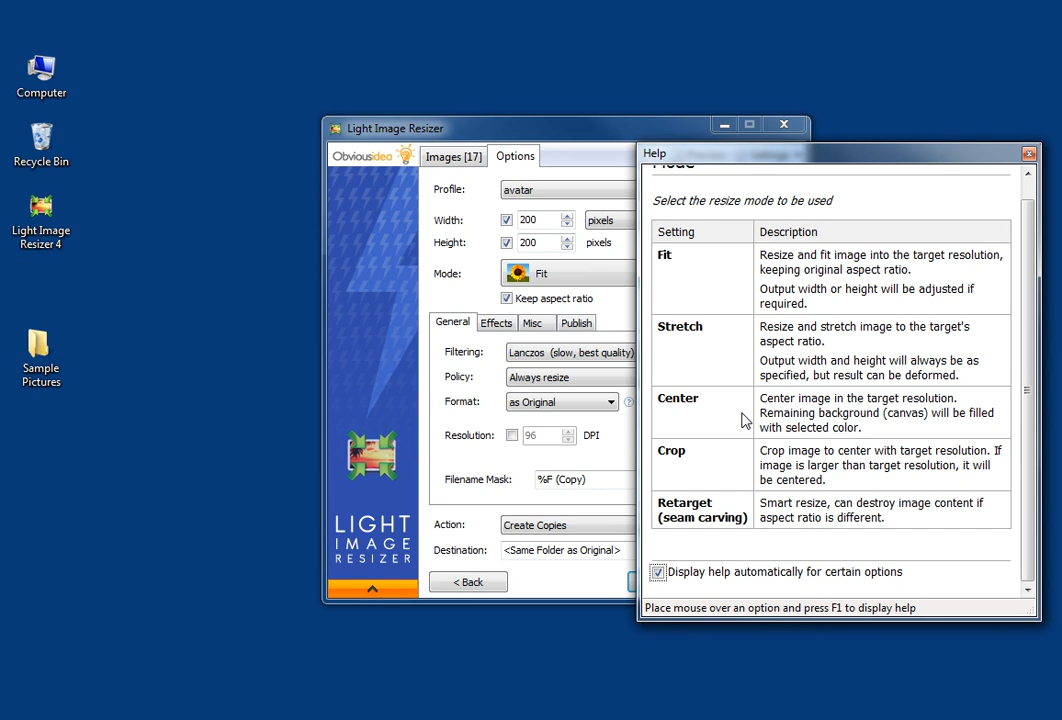 Computer
Recycle Bin
Light Image
Resizer 4
Sample
Pictures
Light Image Resizer
Obviousidea
Images [17]
Options
Profile:
avatar
Width:
200
pixels
Height:
200
pixels
Mode:
Fit
Keep aspect ratio
General
Effects
Misc
Publish
Filtering:
Lanczos (slow, best quality)
Policy:
Always resize
Format:
as Original
Resolution:
96
DPI
Filename Mask:
%F (Copy)
Action:
Create Copies
Destination:
<Same Folder as Original>
< Back
LIGHT
IMAGE
RESIZER
Help
Mode
Select the resize mode to be used
Setting
Description
Fit
Resize and fit image into the target resolution,
keeping original aspect ratio.
Output width or height will be adjusted if
required.
Stretch
Resize and stretch image to the target's
aspect ratio.
Output width and height will always be as
specified, but result can be deformed.
Center
Center image in the target resolution.
Remaining background (canvas) will be filled
with selected color.
Crop
Crop image to center with target resolution. If
image is larger than target resolution, it will
be centered.
Retarget
(seam carving)
Smart resize, can destroy image content if
aspect ratio is different.
Display help automatically for certain options
Place mouse over an option and press F1 to display help